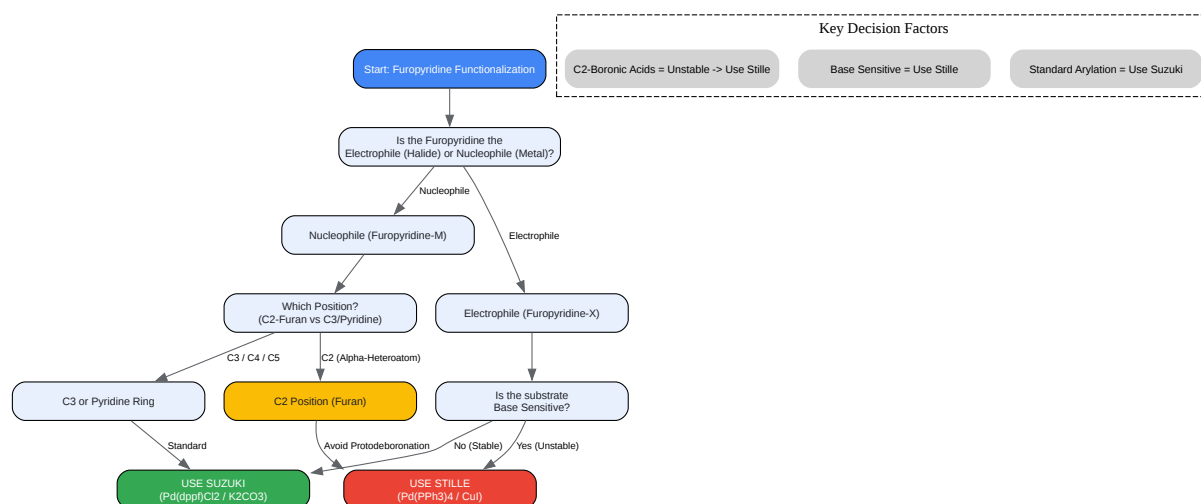 Key Decision Factors
Start: Furopyridine Functionalization
C2-Boronic Acids = Unstable -> Use Stille
Base Sensitive = Use Stille
Standard Arylation = Use Suzuki
Is the Furopyridine the
Electrophile (Halide) or Nucleophile (Metal)?
Nucleophile
Electrophile
Nucleophile (Furopyridine-M)
Which Position?
(C2-Furan vs C3/Pyridine)
Electrophile (Furopyridine-X)
C3 / C4 / C5
C2 (Alpha-Heteroatom)
C3 or Pyridine Ring
C2 Position (Furan)
Is the substrate
Base Sensitive?
Standard
Avoid Protodeboronation
No (Stable)
Yes (Unstable)
USE SUZUKI
(Pd(dppf)Cl2 / K2CO3)
USE STILLE
(Pd(PPh3)4 / CuI)